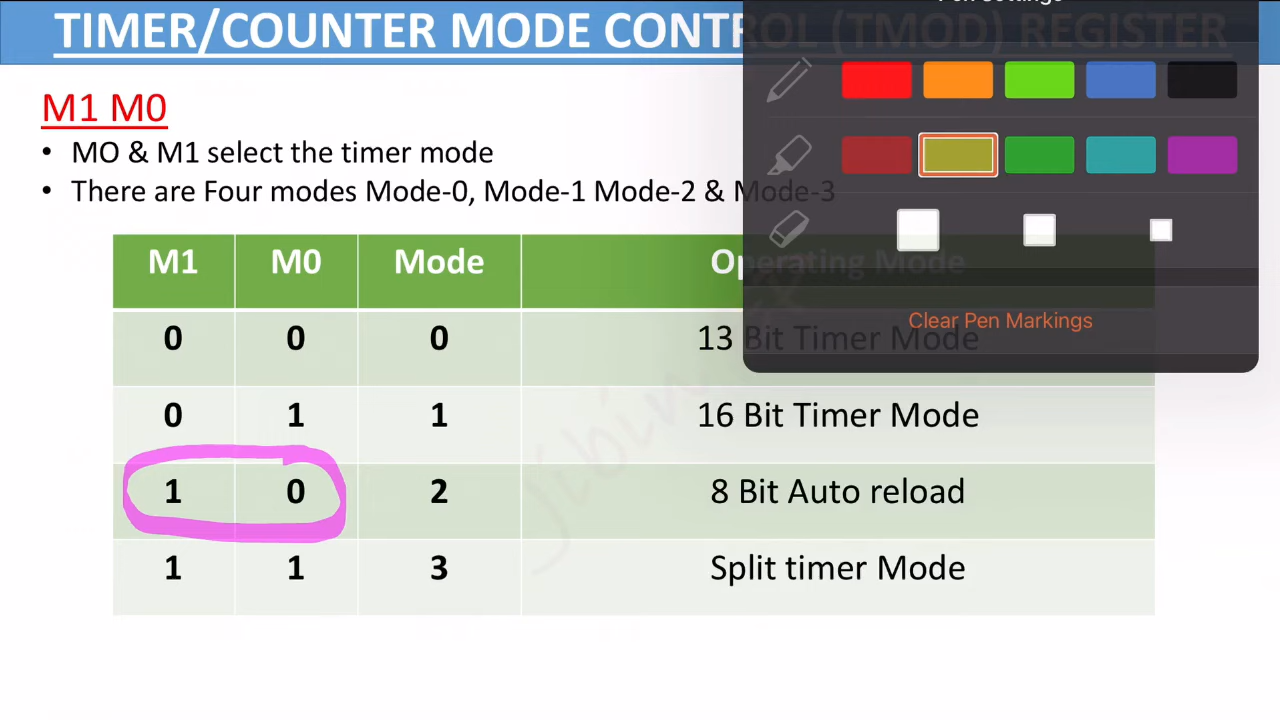 Pen Settings
TIMER/COUNTER MODE CONTROL (TMOD) REGISTER
M1 M0
• MO & M1 select the timer mode
• There are Four modes Mode-0, Mode-1 Mode-2 & Mode-3
M1 M0 Mode Operating Mode
Clear Pen Markings
0 0 0 13 Bit Timer Mode
0 1 1 16 Bit Timer Mode
1 0 2 8 Bit Auto reload
1 1 3 Split timer Mode